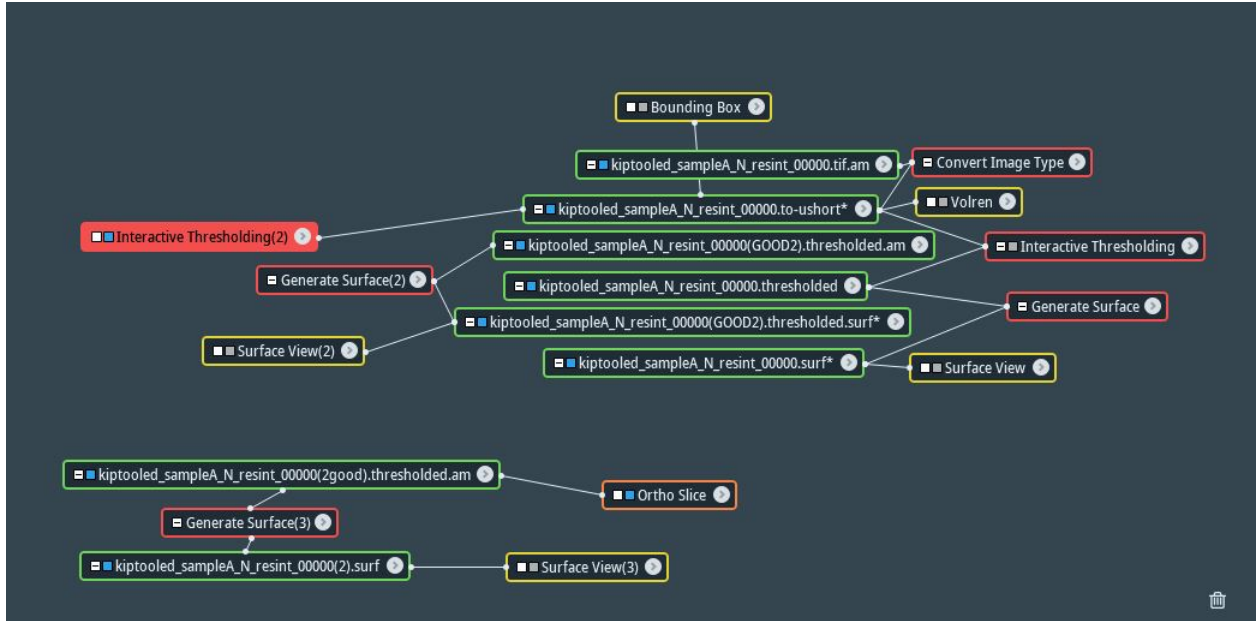 Bounding Box
kiptooled_sampleA_N_resint_00000.tif.am
Convert Image Type
kiptooled_sampleA_N_resint_00000.to-ushort*
Volren
Interactive Thresholding(2)
kiptooled_sampleA_N_resint_00000(GOOD2).thresholded.am
Interactive Thresholding
Generate Surface(2)
kiptooled_sampleA_N_resint_00000.thresholded
Generate Surface
kiptooled_sampleA_N_resint_00000(GOOD2).thresholded.surf*
Surface View(2)
kiptooled_sampleA_N_resint_00000.surf*
Surface View
kiptooled_sampleA_N_resint_00000(2good).thresholded.am
Ortho Slice
Generate Surface(3)
kiptooled_sampleA_N_resint_00000(2).surf
Surface View(3)